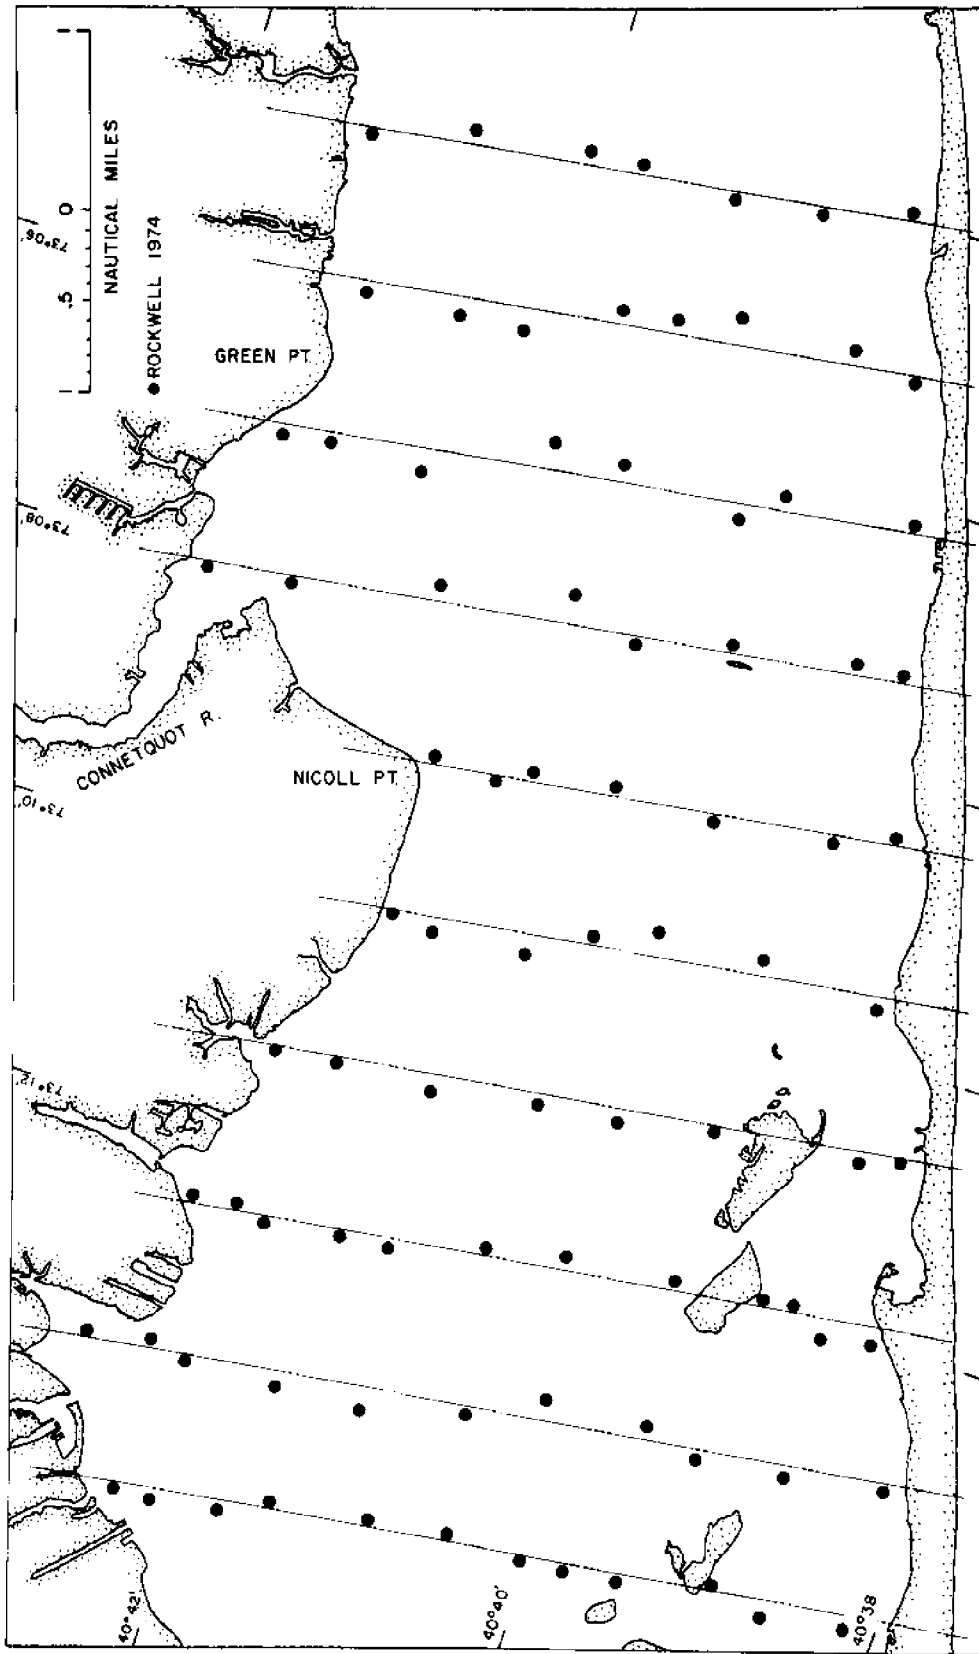 1
.5
0
NAUTICAL MILES
ROCKWELL 1974
73°06'
GREEN PT.
73°08'
CONNETQUOT R.
NICOLL PT.
73°10'
73°12'
40°42'
40°40'
40°38